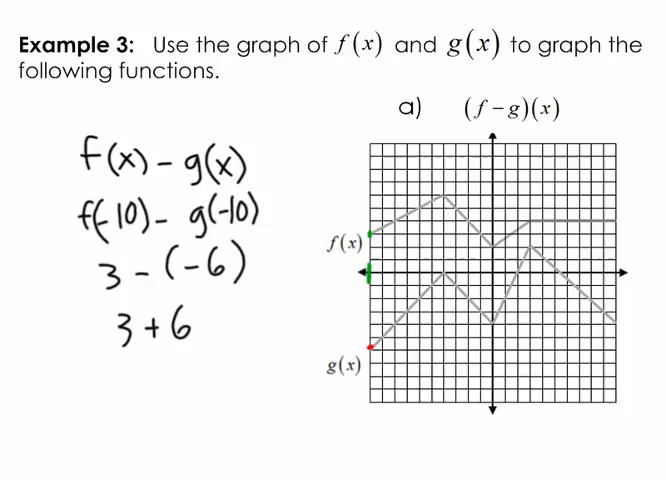 Example 3: Use the graph of f(x) and g(x) to graph the
following functions.
a) (f – g)(x)
f(x) – g(x)
f(-10) – g(-10)
3 – (-6)
3 + 6
f(x)
g(x)